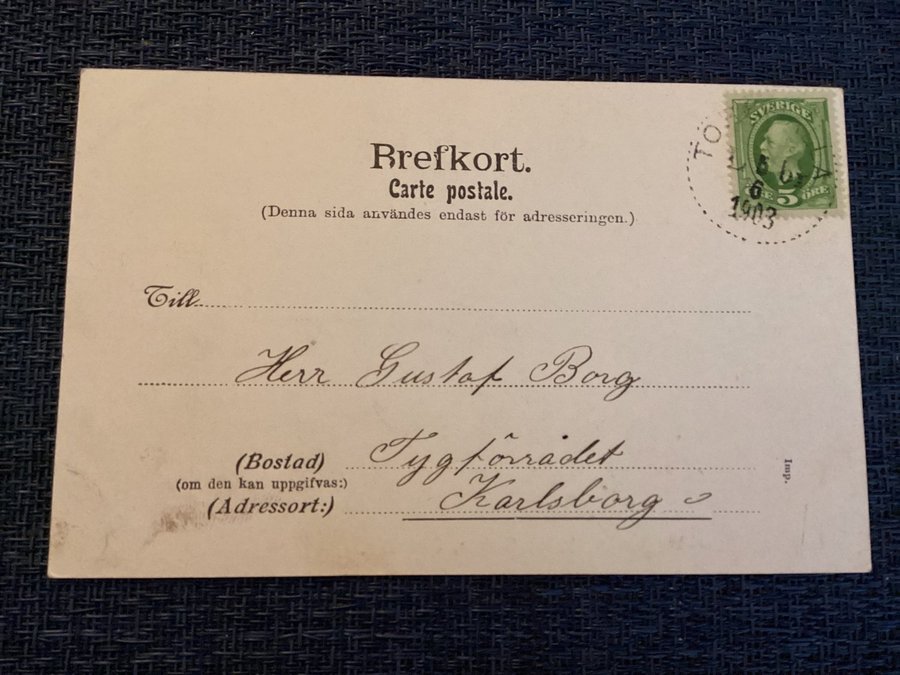 Brefkort.
Carte postale.
(Denna sida användes endast för adresseringen.)
SVERIGE
5 ÖRE
6
1903
Till
Herr Gustaf Borg
(Bostad) Tygförrådet
(om den kan uppgifvas:)
(Adressort:) Karlsborg
Imp.